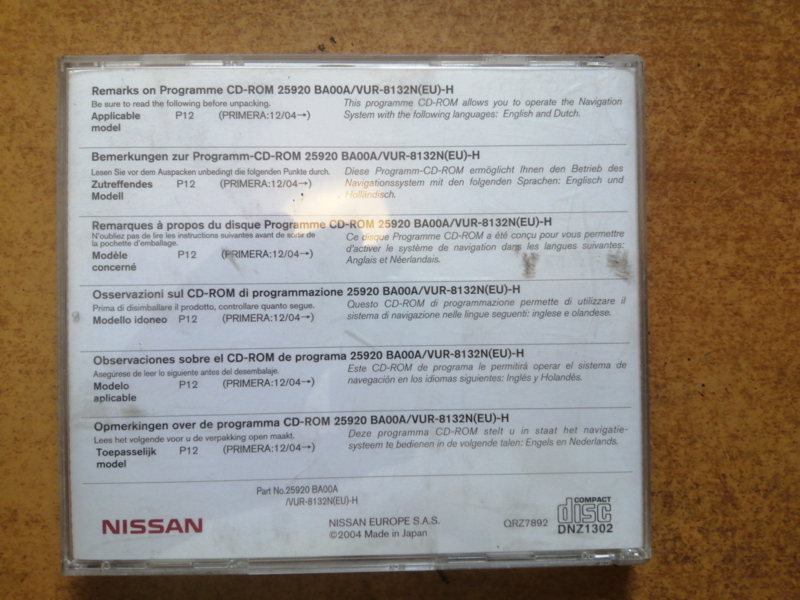 Remarks on Programme CD-ROM 25920 BA00A/VUR-8132N(EU)-H
Be sure to read the following before unpacking.
Applicable model P12 (PRIMERA:12/04→)
This programme CD-ROM allows you to operate the Navigation
System with the following languages: English and Dutch.
Bemerkungen zur Programm-CD-ROM 25920 BA00A/VUR-8132N(EU)-H
Lesen Sie vor dem Auspacken unbedingt die folgenden Punkte durch.
Zutreffendes Modell P12 (PRIMERA:12/04→)
Diese Programm-CD-ROM ermöglicht Ihnen den Betrieb des
Navigationssystem mit den folgenden Sprachen: Englisch und
Holländisch.
Remarques à propos du disque Programme CD-ROM 25920 BA00A/VUR-8132N(EU)-H
N'oubliez pas de lire les instructions suivantes avant de sortir de
la pochette d'emballage.
Modèle concerné P12 (PRIMERA:12/04→)
Ce disque Programme CD-ROM a été conçu pour vous permettre
d'activer le système de navigation dans les langues suivantes:
Anglais et Néerlandais.
Osservazioni sul CD-ROM di programmazione 25920 BA00A/VUR-8132N(EU)-H
Prima di disimballare il prodotto, controllare quanto segue.
Modello idoneo P12 (PRIMERA:12/04→)
Questo CD-ROM di programmazione permette di utilizzare il
sistema di navigazione nelle lingue seguenti: inglese e olandese.
Observaciones sobre el CD-ROM de programa 25920 BA00A/VUR-8132N(EU)-H
Asegúrese de leer lo siguiente antes del desembalaje.
Modelo aplicable P12 (PRIMERA:12/04→)
Este CD-ROM de programa le permitirá operar el sistema de
navegación en los idiomas siguientes: Inglés y Holandés.
Opmerkingen over de programma CD-ROM 25920 BA00A/VUR-8132N(EU)-H
Lees het volgende voor u de verpakking open maakt.
Toepasselijk model P12 (PRIMERA:12/04→)
Deze programma CD-ROM stelt u in staat het navigatie-
systeem te bedienen in de volgende talen: Engels en Nederlands.
Part No.25920 BA00A
/VUR-8132N(EU)-H
NISSAN
NISSAN EUROPE S.A.S.
©2004 Made in Japan
QRZ7892
COMPACT
disc
DNZ1302